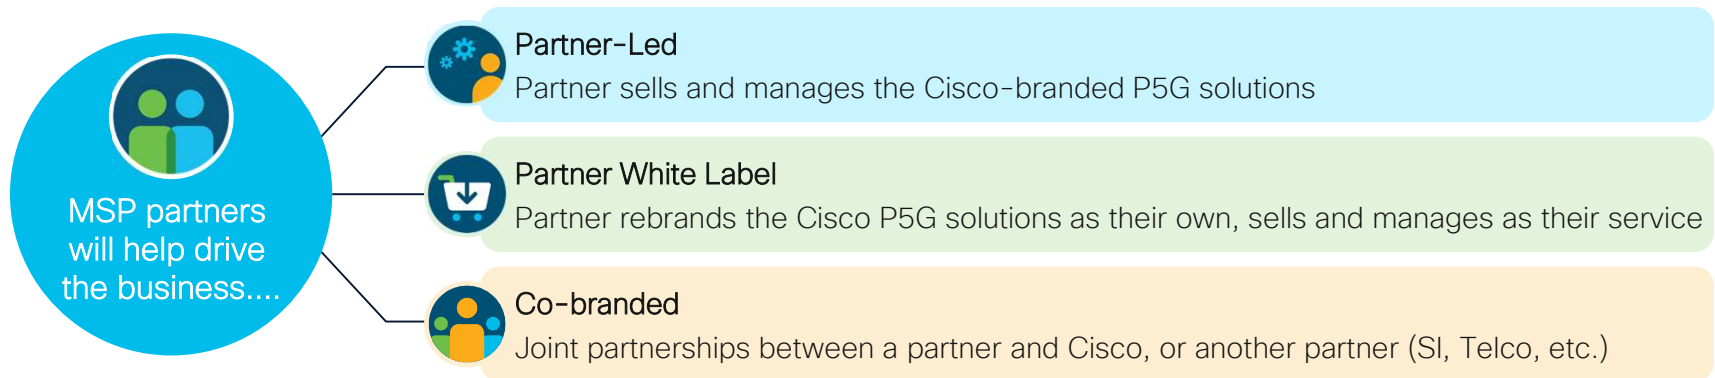 MSP partners
will help drive
the business....
Partner-Led
Partner sells and manages the Cisco-branded P5G solutions
Partner White Label
Partner rebrands the Cisco P5G solutions as their own, sells and manages as their service
Co-branded
Joint partnerships between a partner and Cisco, or another partner (SI, Telco, etc.)